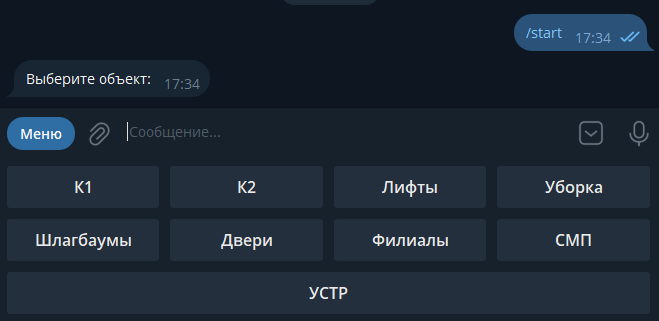 /start 17:34
Выберите объект: 17:34
Меню Сообщение...
К1 К2 Лифты Уборка
Шлагбаумы Двери Филиалы СМП
УСТР